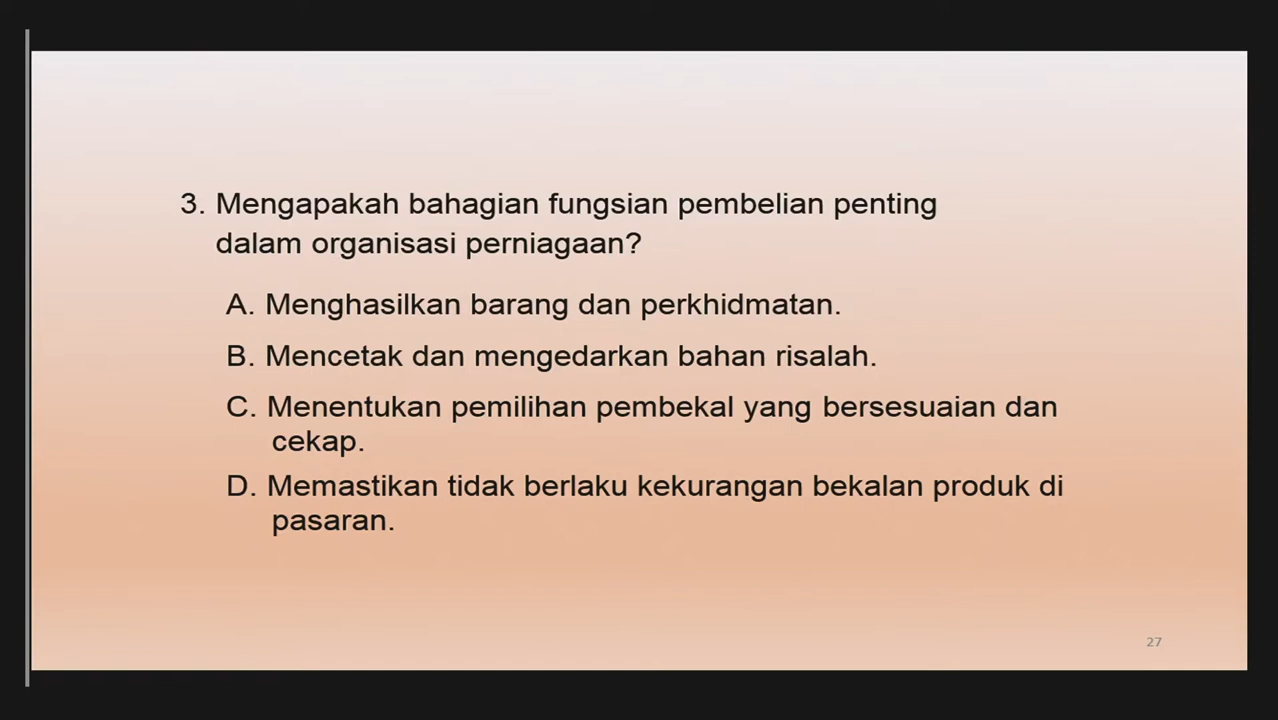 3. Mengapakah bahagian fungsian pembelian penting
dalam organisasi perniagaan?
A. Menghasilkan barang dan perkhidmatan.
B. Mencetak dan mengedarkan bahan risalah.
C. Menentukan pemilihan pembekal yang bersesuaian dan
cekap.
D. Memastikan tidak berlaku kekurangan bekalan produk di
pasaran.
27